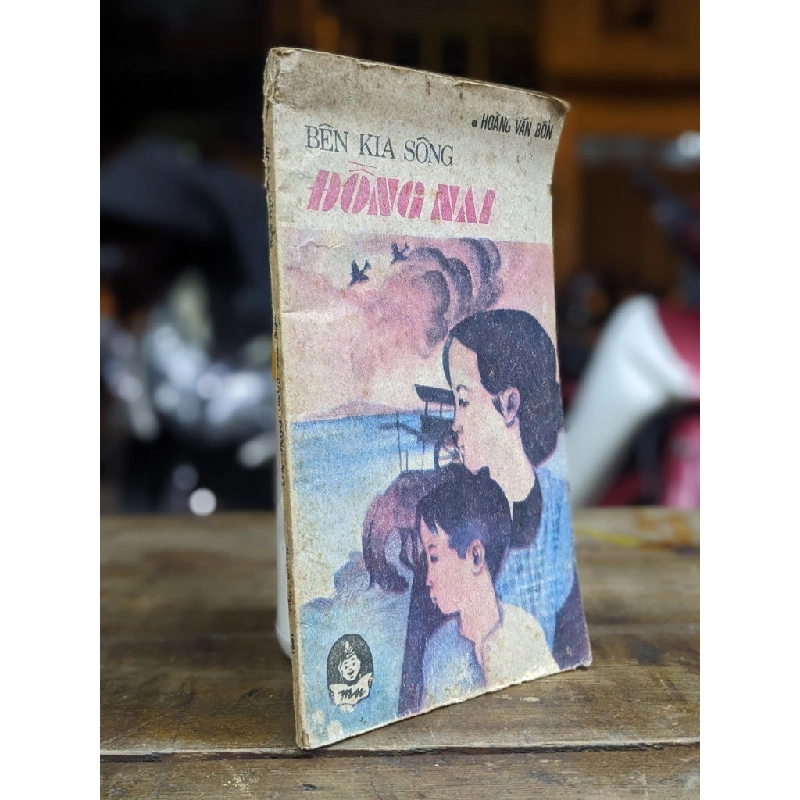 • HOÀNG VĂN BỔN
BÊN KIA SÔNG
ĐỒNG NAI